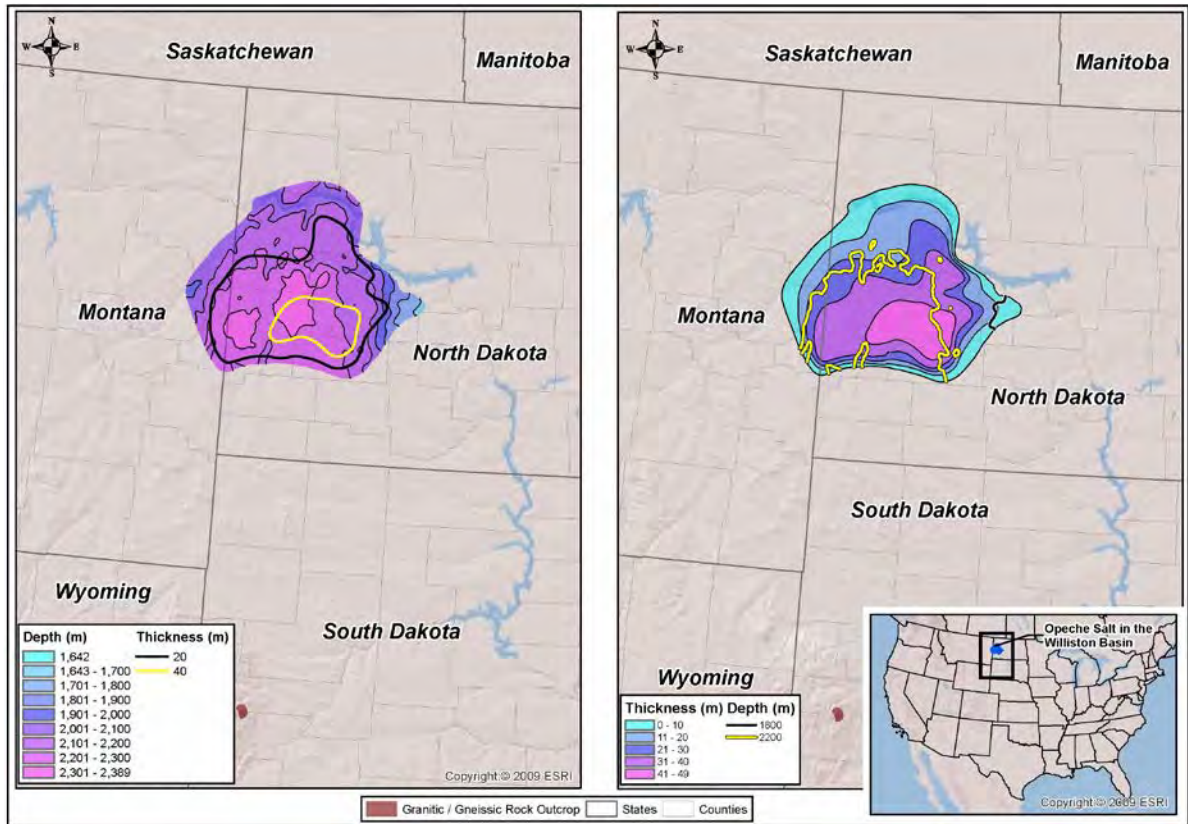 N
W E
S
Saskatchewan
Manitoba
Montana
North Dakota
Wyoming
South Dakota
Depth (m)
1,642
1,643 - 1,700
1,701 - 1,800
1,801 - 1,900
1,901 - 2,000
2,001 - 2,100
2,101 - 2,200
2,201 - 2,300
2,301 - 2,389
Thickness (m)
20
40
Copyright © 2009 ESRI
N
W E
S
Saskatchewan
Manitoba
Montana
North Dakota
South Dakota
Wyoming
Thickness (m)
0 - 10
11 - 20
21 - 30
31 - 40
41 - 49
Depth (m)
1800
2200
Opeche Salt in the
Williston Basin
Copyright © 2009 ESRI
Granitic / Gneissic Rock Outcrop States Counties